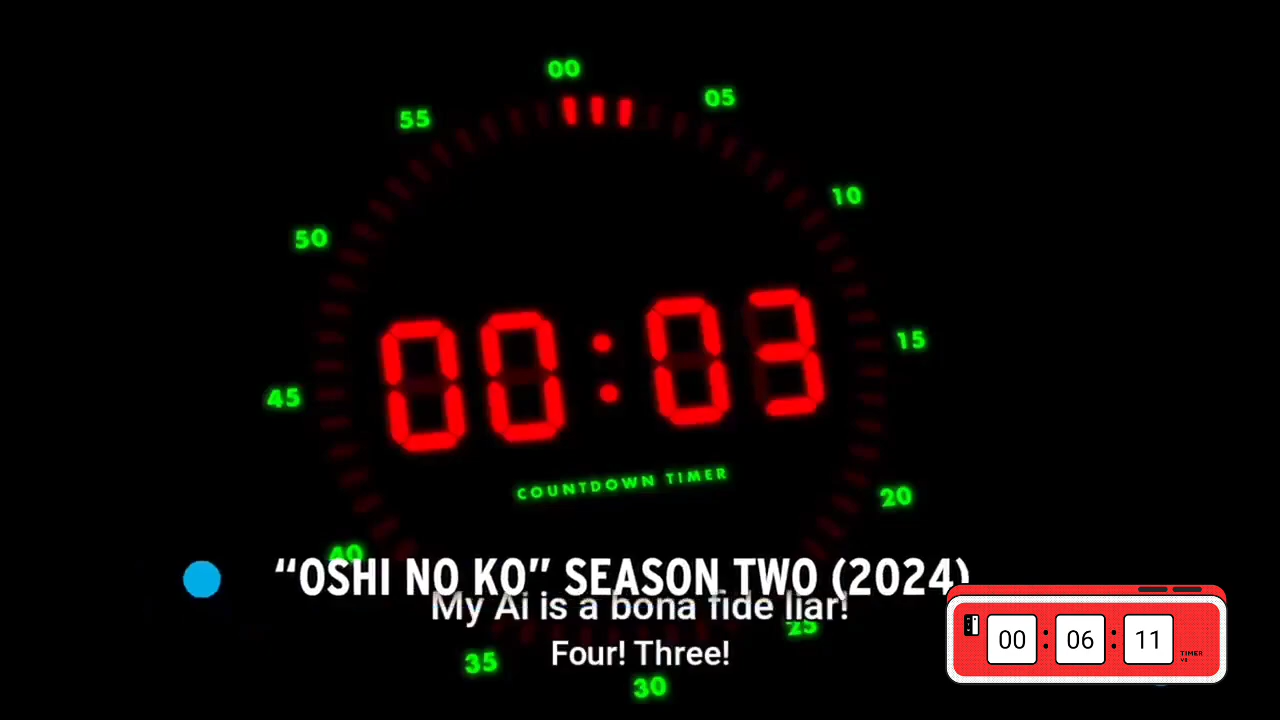 00
55
05
50
10
00:03
15
45
COUNTDOWN TIMER
20
40
“OSHI NO KO” SEASON TWO (2024)
My Ai is a bona fide liar!
25
00 : 06 : 11
TIMER
Four! Three!
35
30